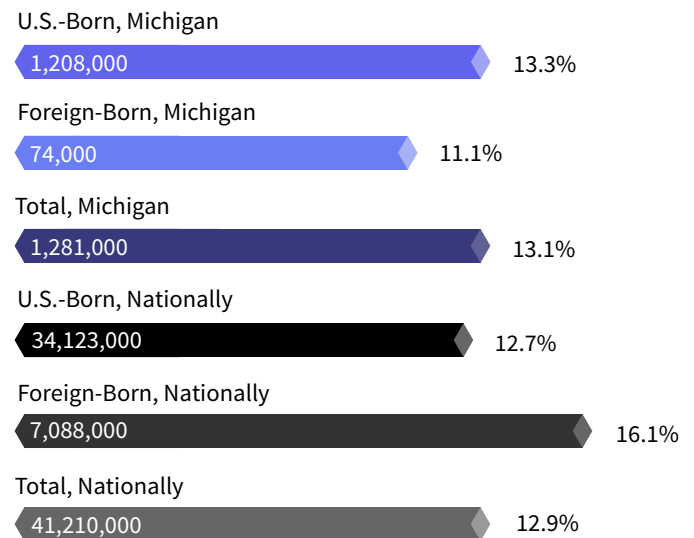 U.S.-Born, Michigan
1,208,000 13.3%
Foreign-Born, Michigan
74,000 11.1%
Total, Michigan
1,281,000 13.1%
U.S.-Born, Nationally
34,123,000 12.7%
Foreign-Born, Nationally
7,088,000 16.1%
Total, Nationally
41,210,000 12.9%